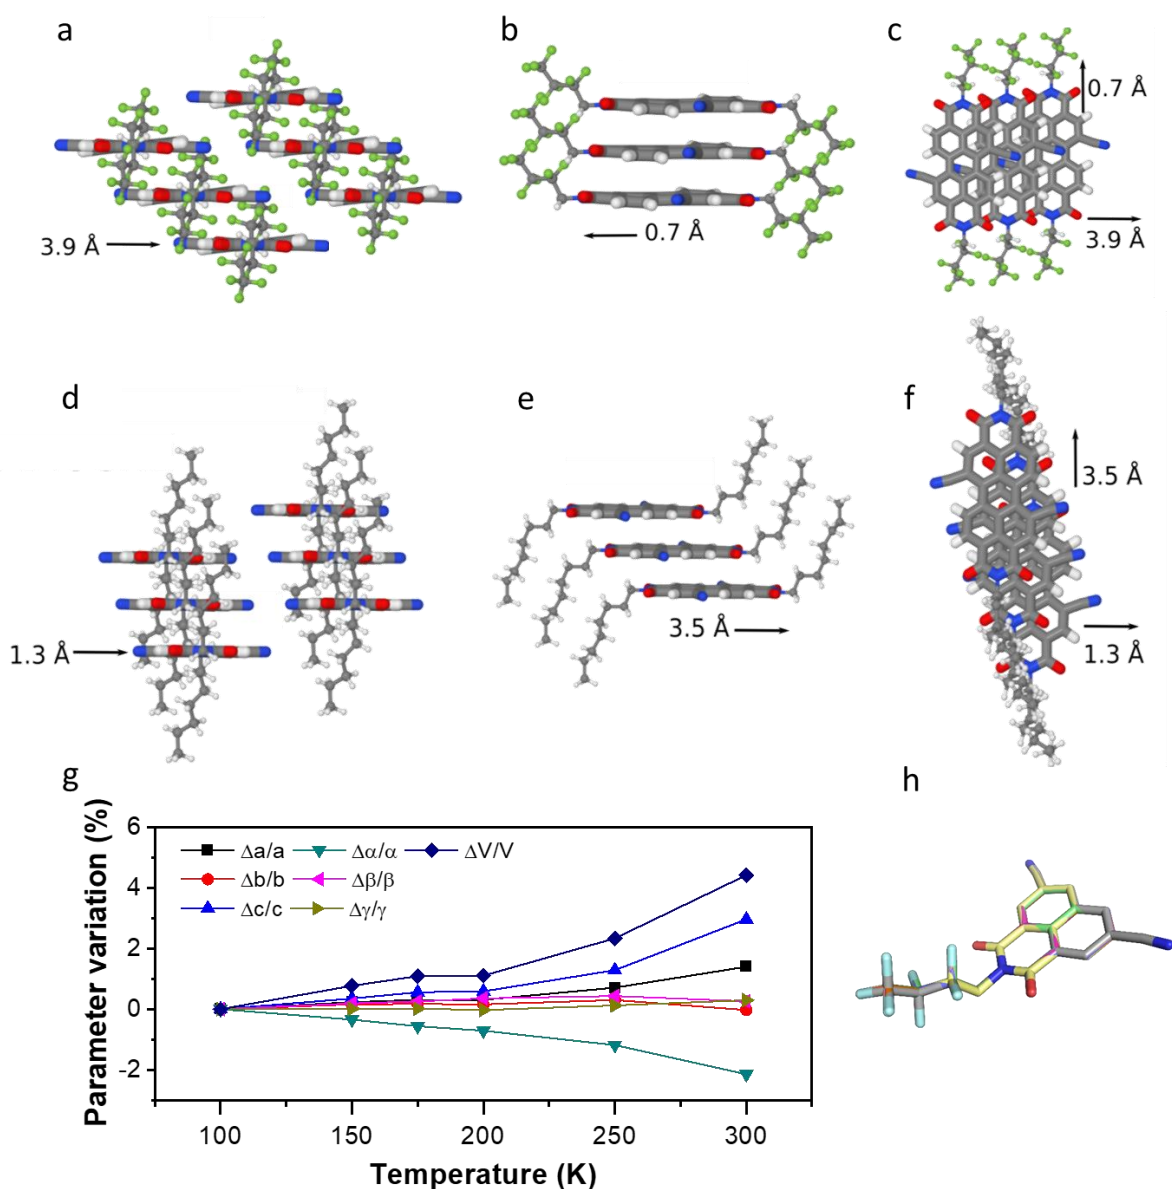 a
b
c
0.7 Å
3.9 Å
0.7 Å
3.9 Å
d
e
f
3.5 Å
1.3 Å
3.5 Å
1.3 Å
g
h
Parameter variation (%)
6
4
2
0
-2
Δa/a
Δα/α
ΔV/V
Δb/b
Δβ/β
Δc/c
Δγ/γ
100
150
200
250
300
Temperature (K)